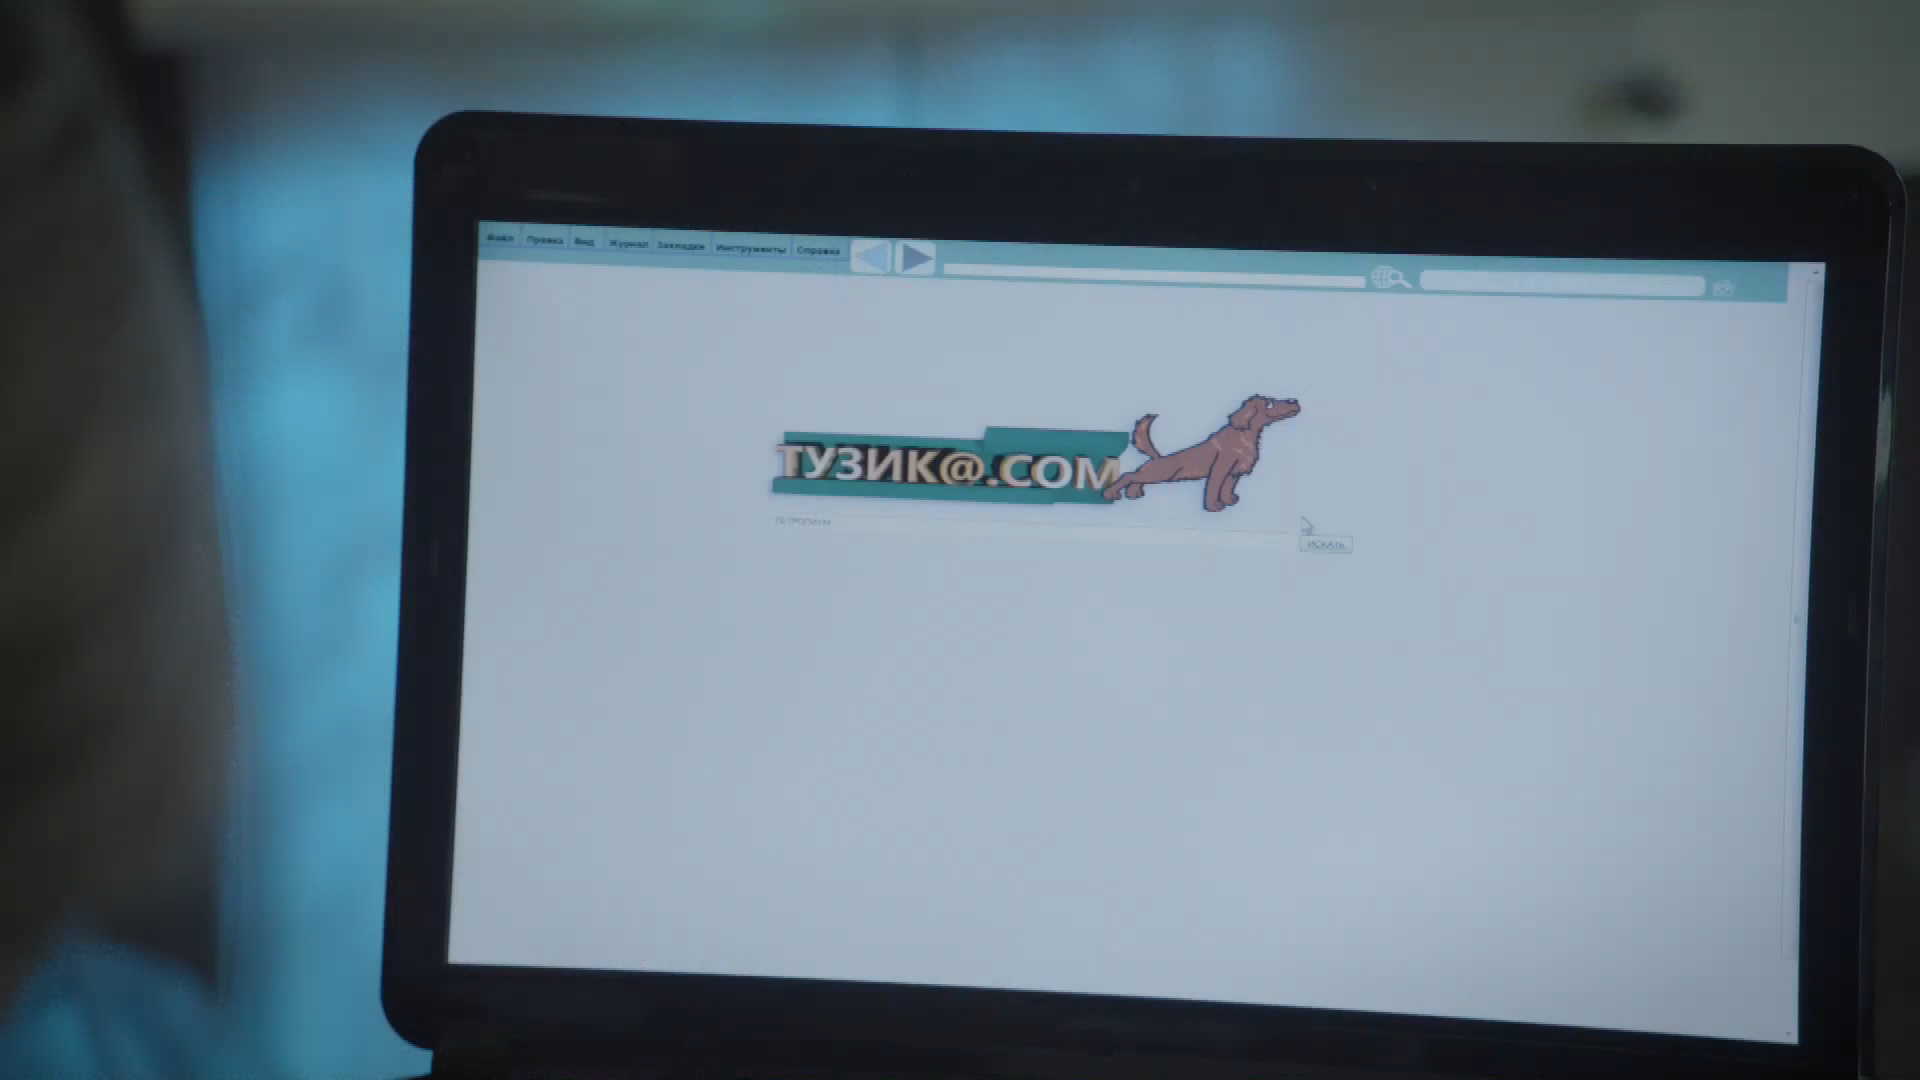 Файл Правка Вид Журнал Закладки Инструменты Справка
ТУЗИК@.COM
ИСКАТЬ